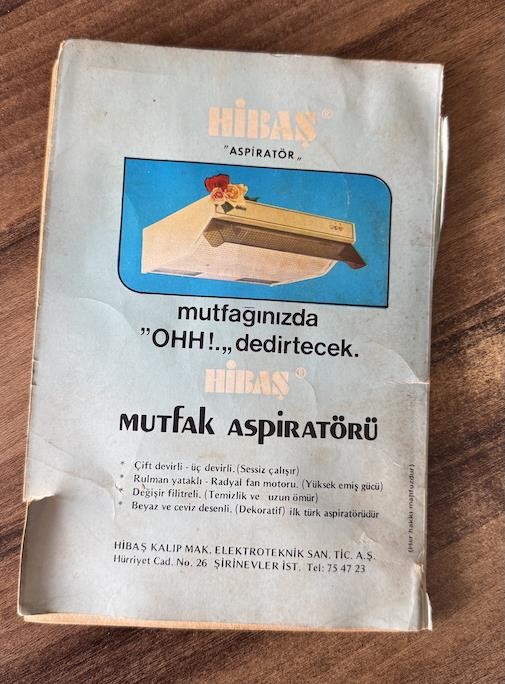 HİBAŞ®
"ASPİRATÖR„
mutfağınızda
"OHH!.„ dedirtecek.
HİBAŞ®
MUTfAK ASPİRATÖRÜ
* Çift devirli - üç devirli. (Sessiz çalışır)
* Rulman yataklı - Radyal fan motoru. (Yüksek emiş gücü)
* Değişir filitreli. (Temizlik ve uzun ömür)
* Beyaz ve ceviz desenli. (Dekoratif) ilk türk aspiratörüdür
HİBAŞ KALIP MAK. ELEKTROTEKNİK SAN. TİC. A.Ş.
Hürriyet Cad. No. 26 ŞİRİNEVLER İST. Tel: 75 47 23
(Her hakkı mahfuzdur)